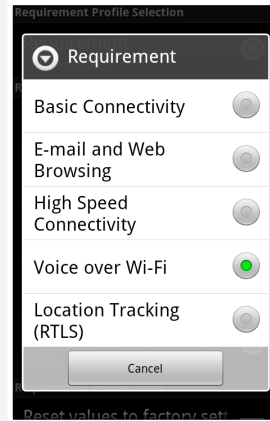 Requirement Profile Selection
Requirement
Basic Connectivity
E-mail and Web
Browsing
High Speed
Connectivity
Voice over Wi-Fi
Location Tracking
(RTLS)
Cancel
Reset values to factory sett